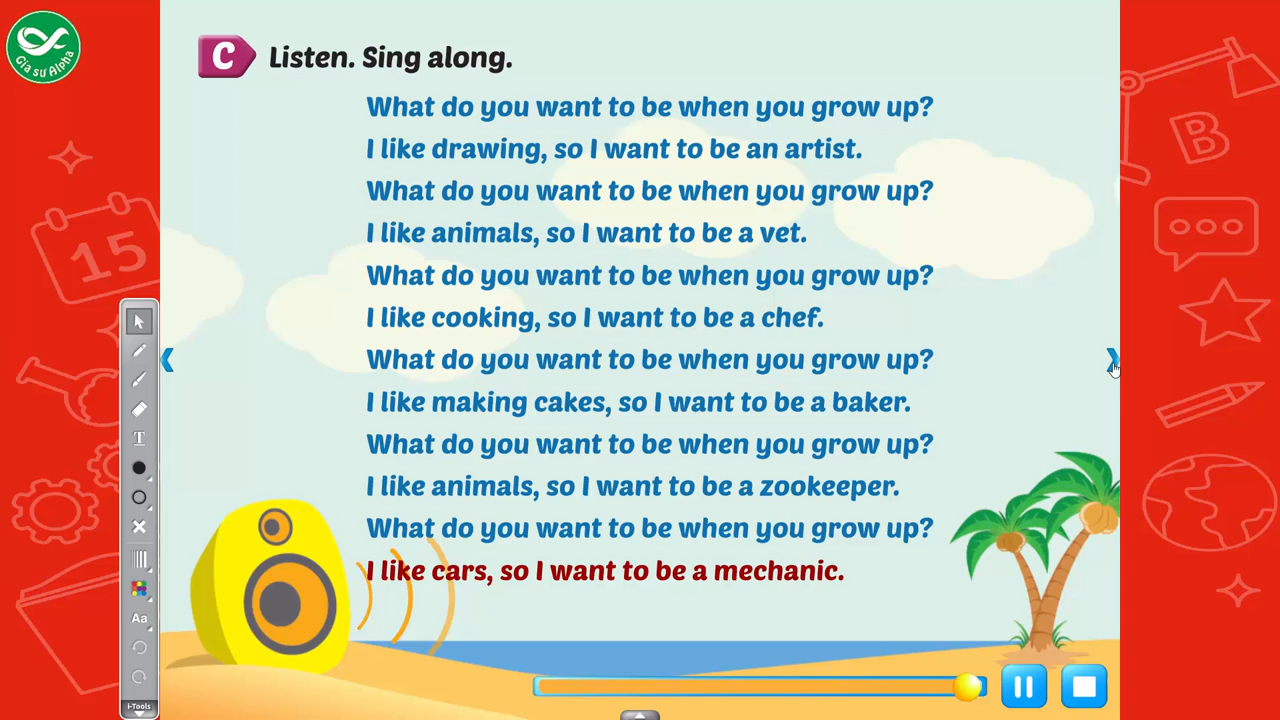 Gia sư Alpha
C Listen. Sing along.
What do you want to be when you grow up?
I like drawing, so I want to be an artist.
What do you want to be when you grow up?
I like animals, so I want to be a vet.
What do you want to be when you grow up?
I like cooking, so I want to be a chef.
What do you want to be when you grow up?
I like making cakes, so I want to be a baker.
What do you want to be when you grow up?
I like animals, so I want to be a zookeeper.
What do you want to be when you grow up?
I like cars, so I want to be a mechanic.
15
B
T
Aa
i-Tools